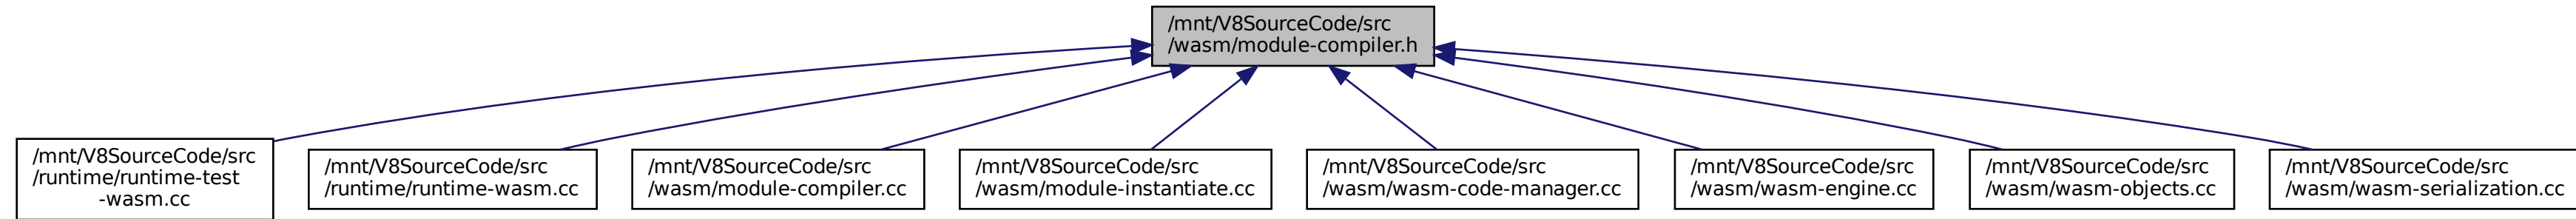 /mnt/V8SourceCode/src
/wasm/module-compiler.h
/mnt/V8SourceCode/src
/runtime/runtime-test
-wasm.cc
/mnt/V8SourceCode/src
/runtime/runtime-wasm.cc
/mnt/V8SourceCode/src
/wasm/module-compiler.cc
/mnt/V8SourceCode/src
/wasm/module-instantiate.cc
/mnt/V8SourceCode/src
/wasm/wasm-code-manager.cc
/mnt/V8SourceCode/src
/wasm/wasm-engine.cc
/mnt/V8SourceCode/src
/wasm/wasm-objects.cc
/mnt/V8SourceCode/src
/wasm/wasm-serialization.cc